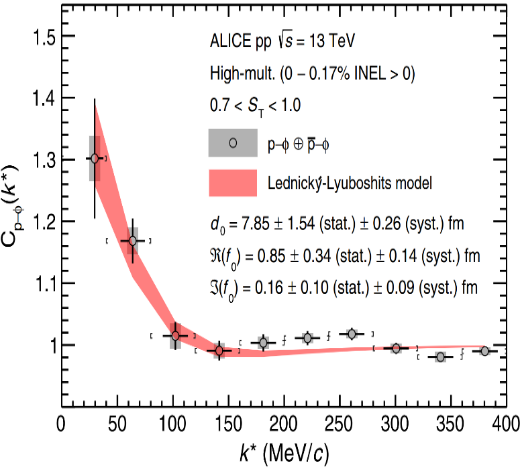 1.5
1.4
1.3
1.2
1.1
1
C_{p–ϕ}(k*)
ALICE pp √s = 13 TeV
High-mult. (0 − 0.17% INEL > 0)
0.7 < S_T < 1.0
p–ϕ ⊕ p̅–ϕ
Lednický-Lyuboshits model
d_0 = 7.85 ± 1.54 (stat.) ± 0.26 (syst.) fm
ℜ(f_0) = 0.85 ± 0.34 (stat.) ± 0.14 (syst.) fm
ℑ(f_0) = 0.16 ± 0.10 (stat.) ± 0.09 (syst.) fm
0 50 100 150 200 250 300 350 400
k* (MeV/c)